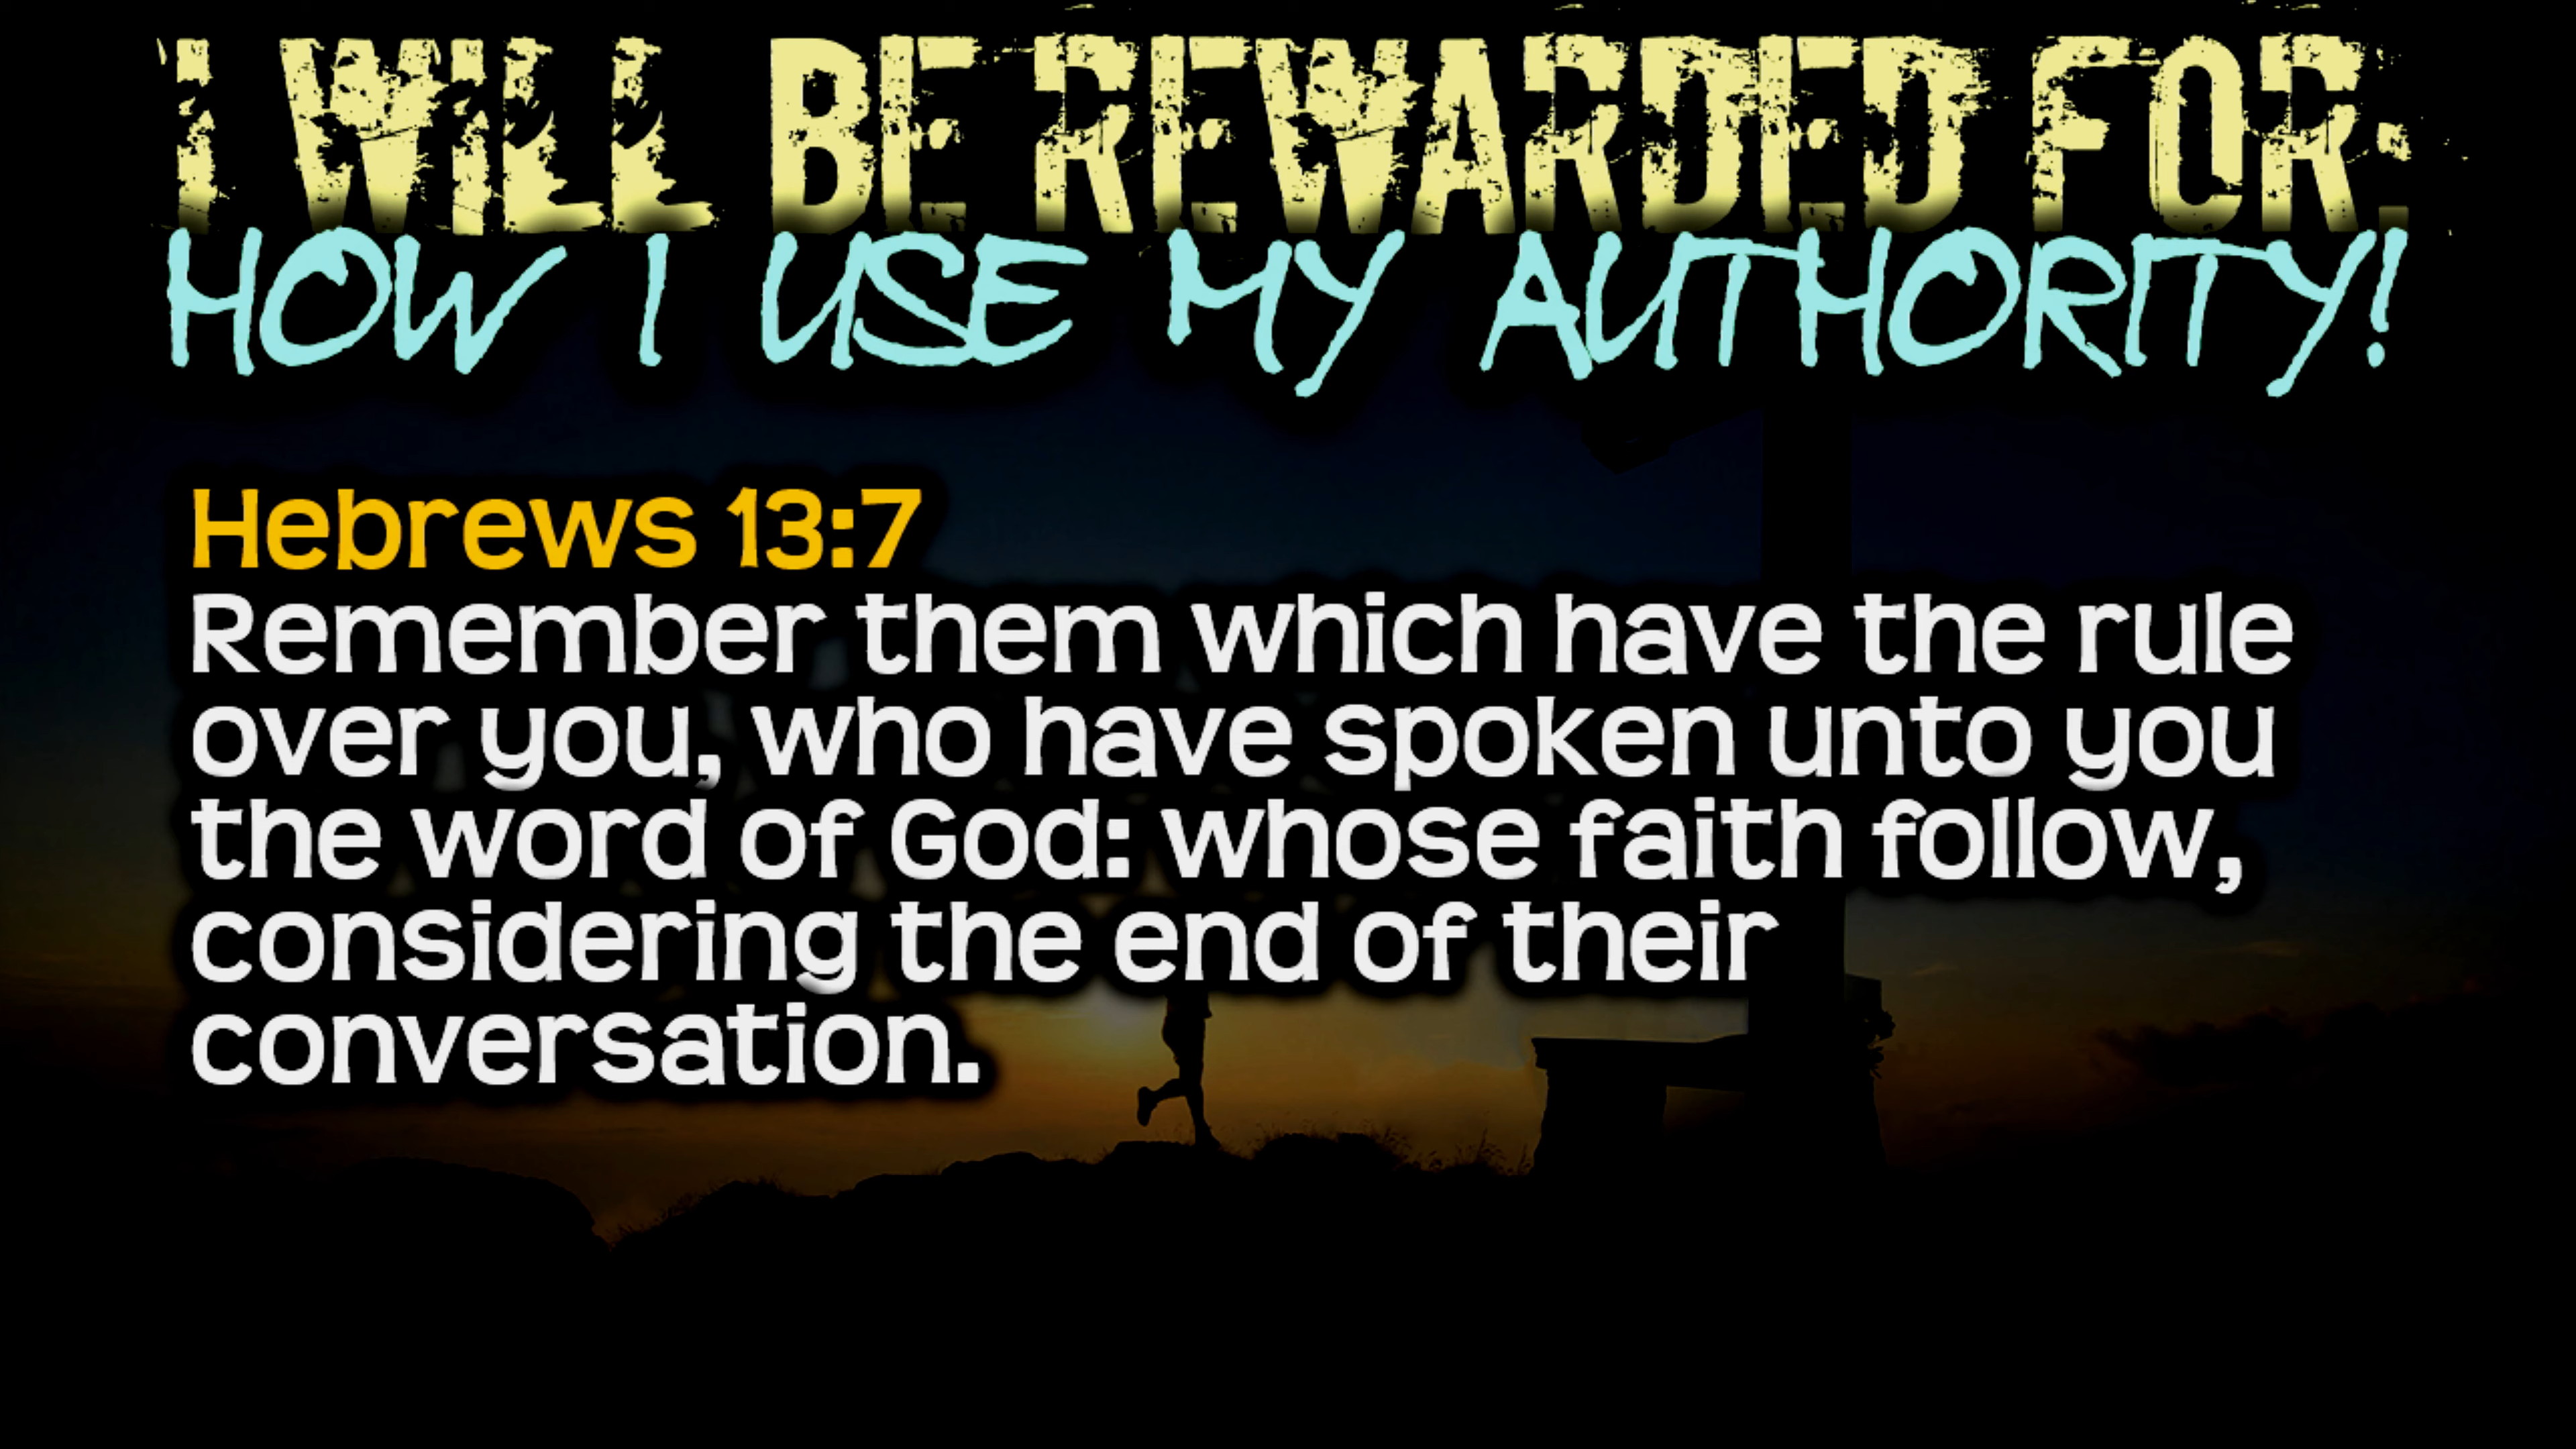 I WILL BE REWARDED FOR:
HOW I USE MY AUTHORITY!
Hebrews 13:7
Remember them which have the rule
over you, who have spoken unto you
the word of God: whose faith follow,
considering the end of their
conversation.